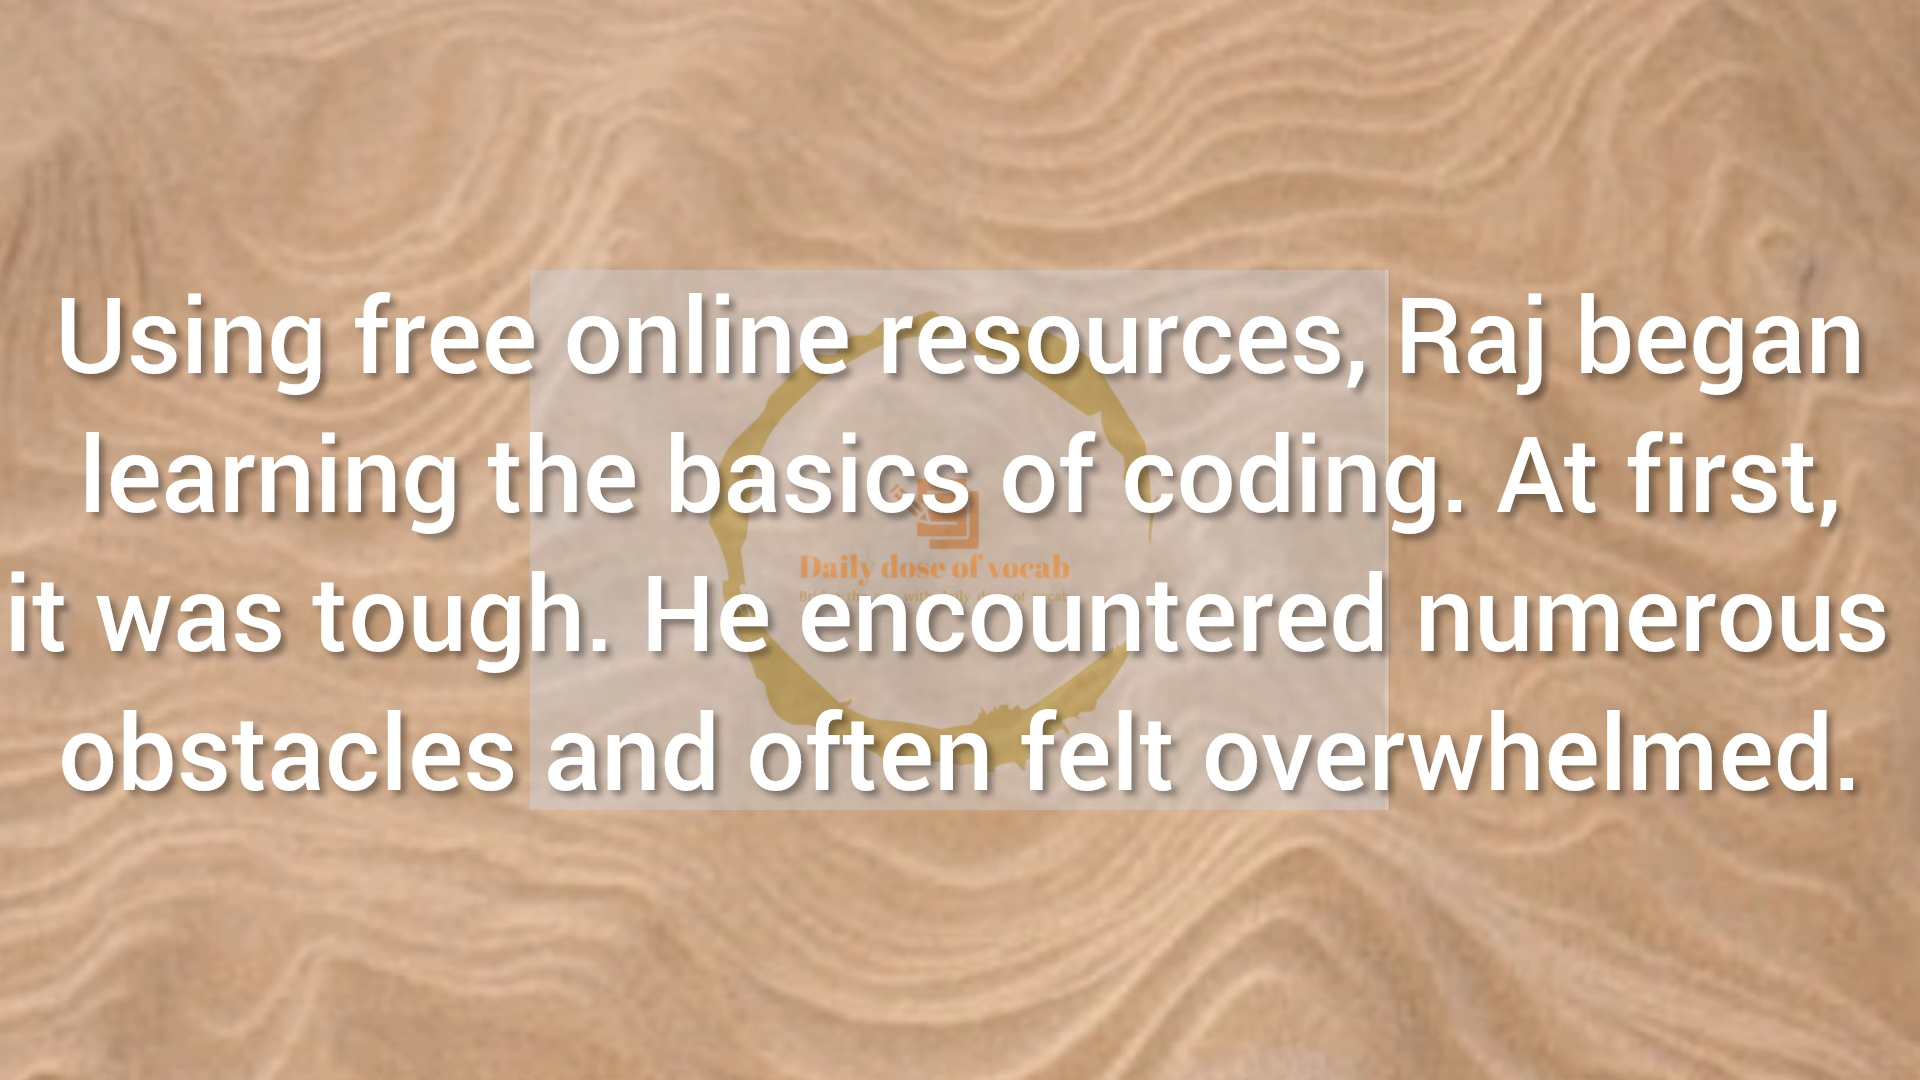 Using free online resources, Raj began
learning the basics of coding. At first,
it was tough. He encountered numerous
obstacles and often felt overwhelmed.
Daily dose of vocab